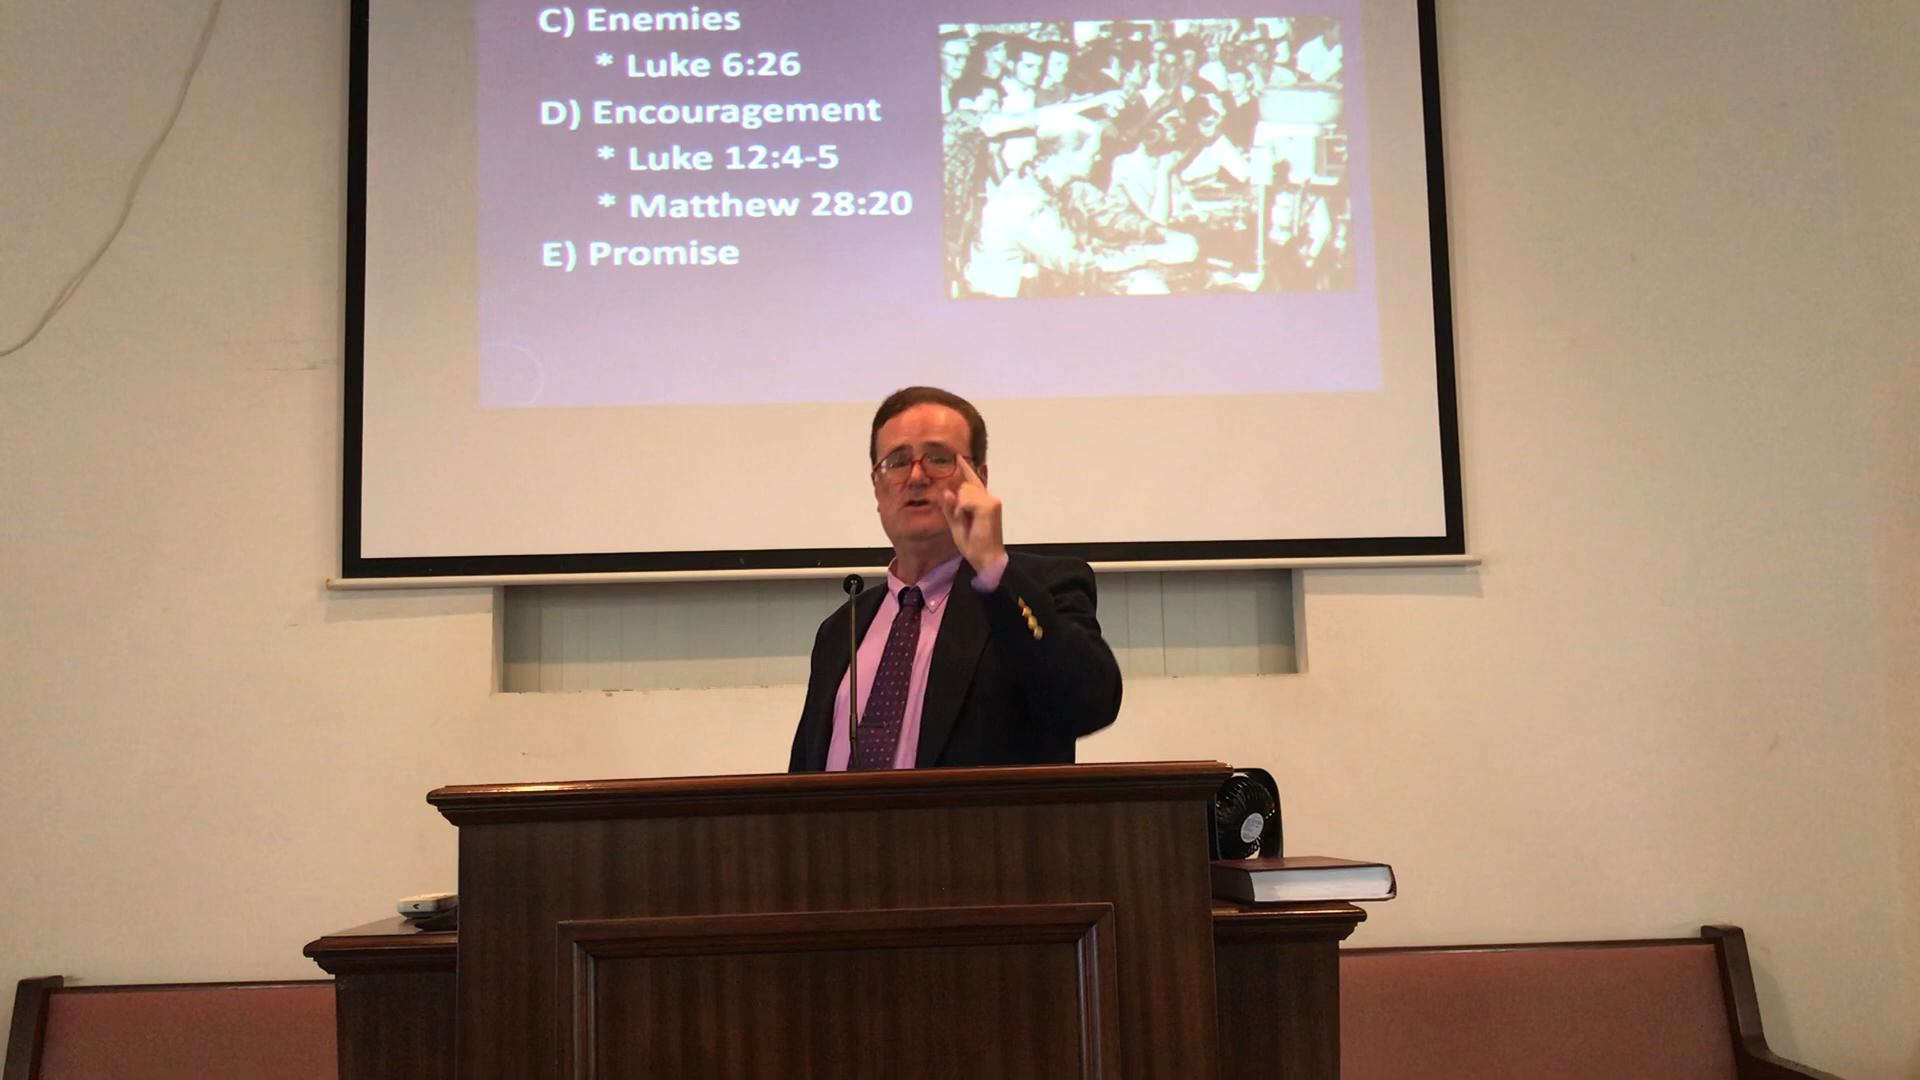 C) Enemies
* Luke 6:26
D) Encouragement
* Luke 12:4-5
* Matthew 28:20
E) Promise